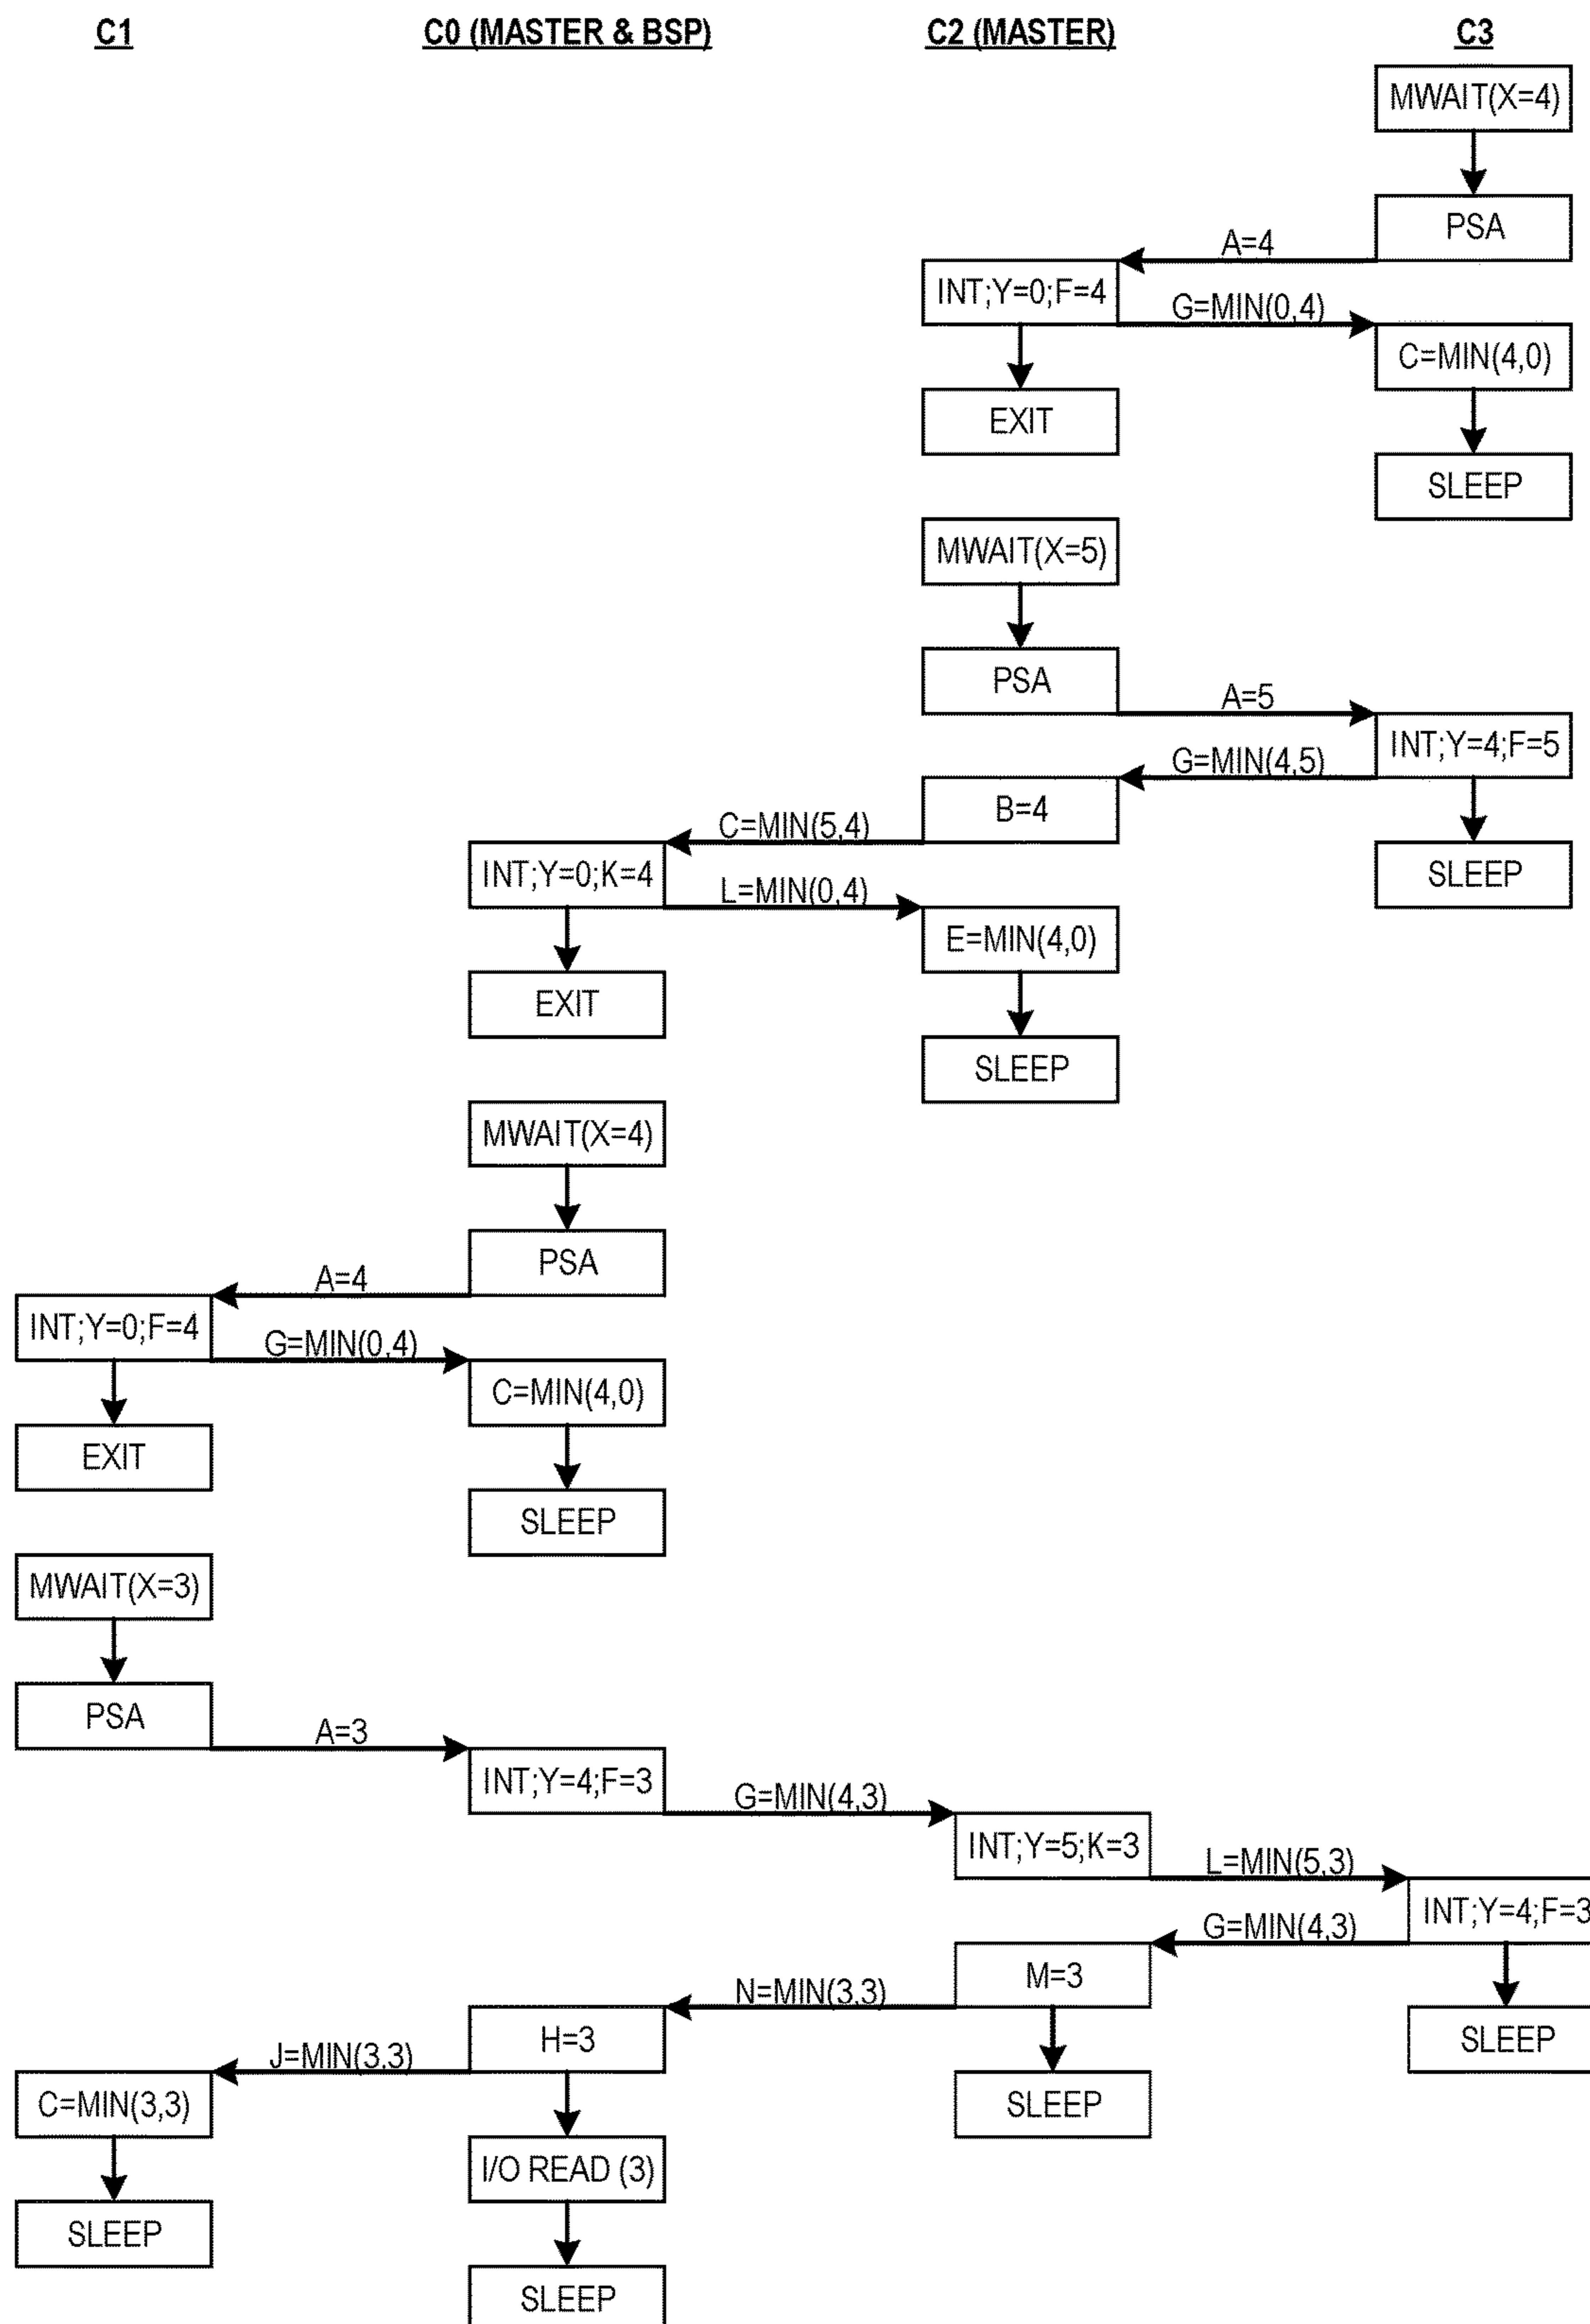 C1 C0 (MASTER & BSP) C2 (MASTER) C3
MWAIT(X=4)
PSA
A=4
INT;Y=0;F=4
G=MIN(0,4)
C=MIN(4,0)
EXIT
SLEEP
MWAIT(X=5)
PSA
A=5
INT;Y=4;F=5
G=MIN(4,5)
B=4
C=MIN(5,4)
INT;Y=0;K=4
SLEEP
L=MIN(0,4)
E=MIN(4,0)
EXIT
SLEEP
MWAIT(X=4)
PSA
A=4
INT;Y=0;F=4
G=MIN(0,4)
C=MIN(4,0)
EXIT
SLEEP
MWAIT(X=3)
PSA
A=3
INT;Y=4;F=3
G=MIN(4,3)
INT;Y=5;K=3
L=MIN(5,3)
INT;Y=4;F=3
G=MIN(4,3)
M=3
N=MIN(3,3)
H=3
SLEEP
J=MIN(3,3)
C=MIN(3,3)
SLEEP
I/O READ (3)
SLEEP
SLEEP